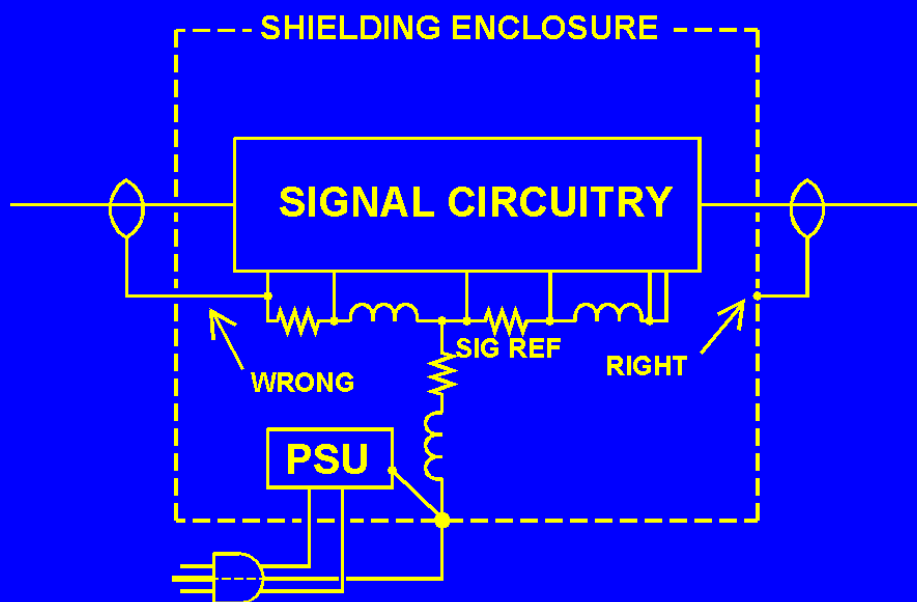 SHIELDING ENCLOSURE
SIGNAL CIRCUITRY
SIG REF
WRONG
RIGHT
PSU